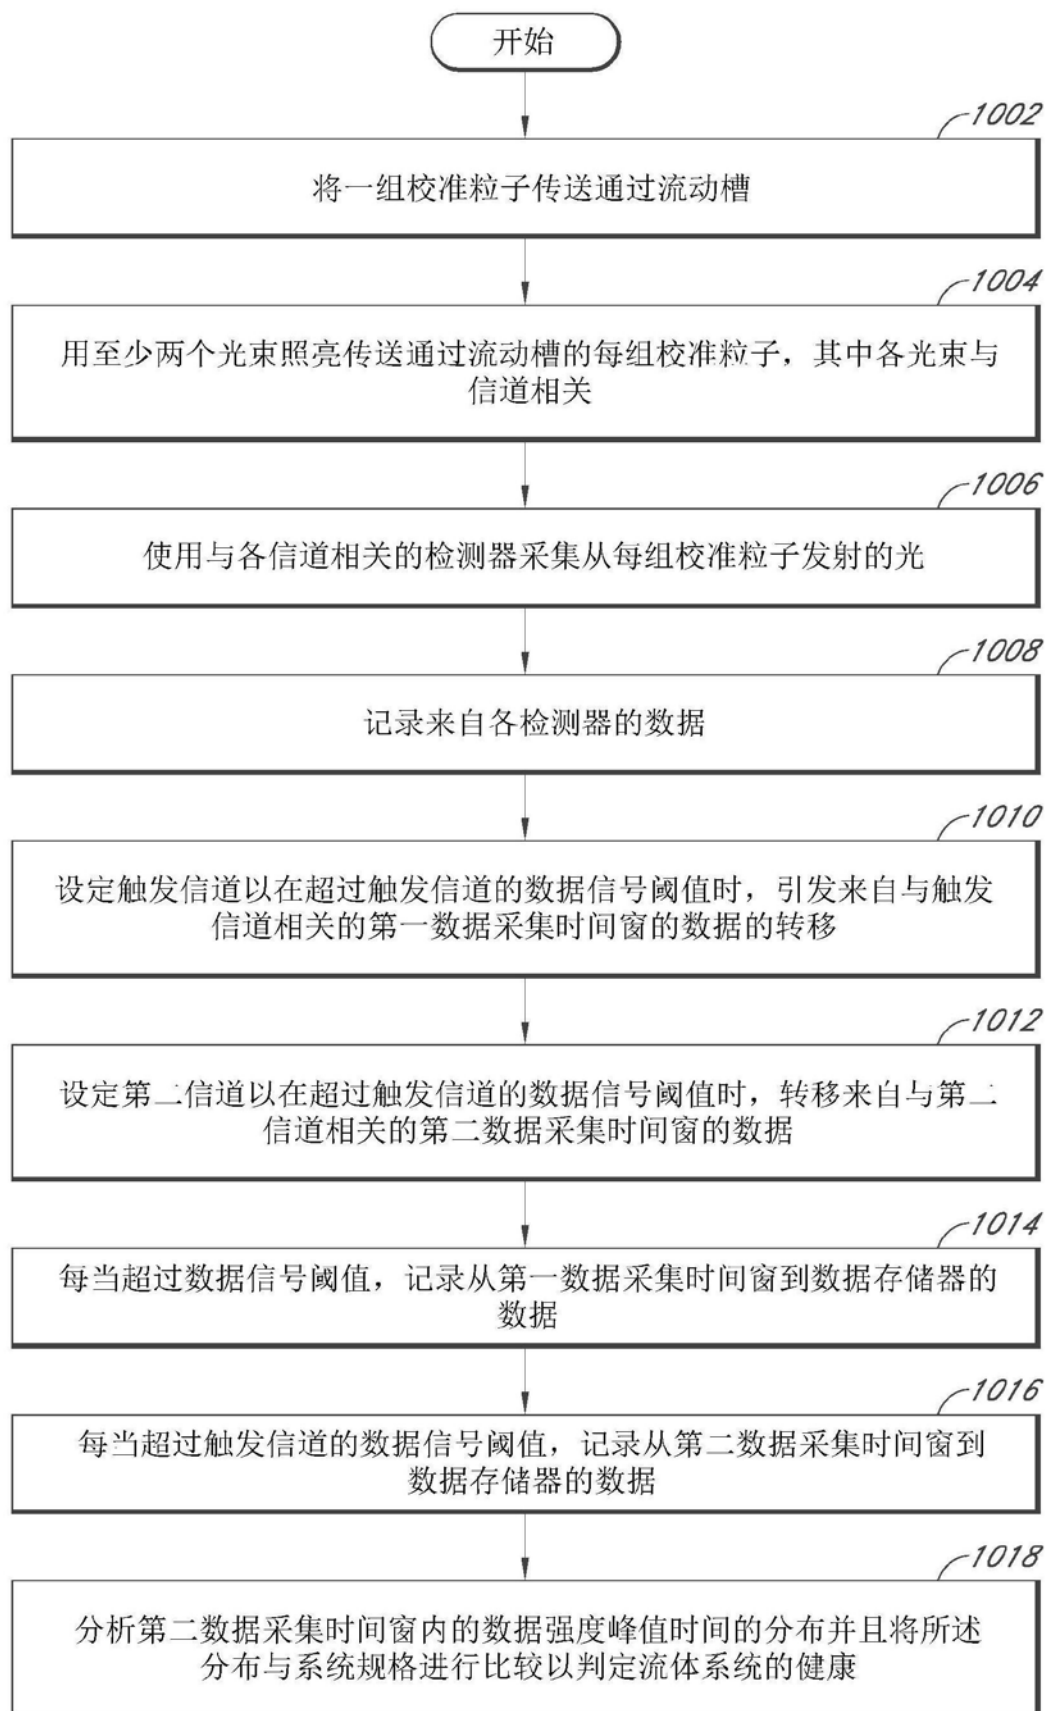 开始
1002
将一组校准粒子传送通过流动槽
1004
用至少两个光束照亮传送通过流动槽的每组校准粒子，其中各光束与
信道相关
1006
使用与各信道相关的检测器采集从每组校准粒子发射的光
1008
记录来自各检测器的数据
1010
设定触发信道以在超过触发信道的数据信号阈值时，引发来自与触发
信道相关的第一数据采集时间窗的数据的转移
1012
设定第二信道以在超过触发信道的数据信号阈值时，转移来自与第二
信道相关的第二数据采集时间窗的数据
1014
每当超过数据信号阈值，记录从第一数据采集时间窗到数据存储器的
数据
1016
每当超过触发信道的数据信号阈值，记录从第二数据采集时间窗到
数据存储器的数据
1018
分析第二数据采集时间窗内的数据强度峰值时间的分布并且将所述
分布与系统规格进行比较以判定流体系统的健康